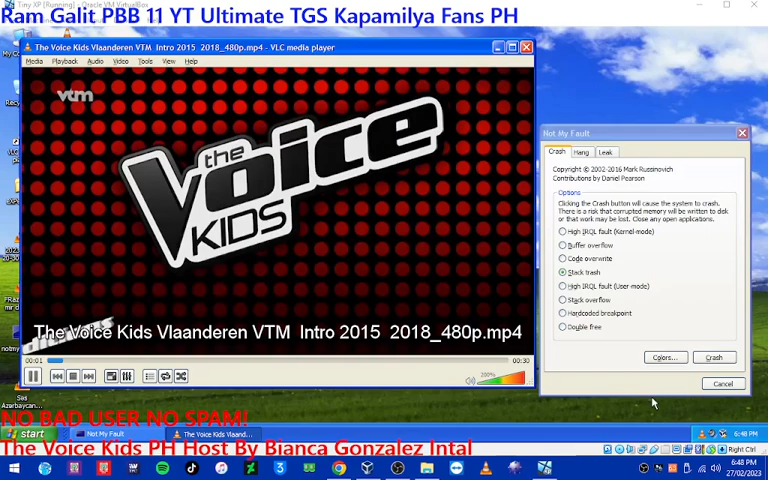 Tiny XP [Running] - Oracle VM VirtualBox
Ram Galit PBB 11 YT Ultimate TGS Kapamilya Fans PH
The Voice Kids Vlaanderen VTM Intro 2015 2018_480p.mp4 - VLC media player
Media Playback Audio Video Tools View Help
vtm
the
Voice
KIDS
The Voice Kids Vlaanderen VTM Intro 2015 2018_480p.mp4
00:01
00:30
200%
Not My Fault
Crash Hang Leak
Copyright © 2002-2016 Mark Russinovich
Contributions by Daniel Pearson
Options
Clicking the Crash button will cause the system to crash.
There is a risk that corrupted memory will be written to disk
or that work may be lost. Close any open applications.
High IRQL fault (Kernel-mode)
Buffer overflow
Code overwrite
Stack trash
High IRQL fault (User-mode)
Stack overflow
Hardcoded breakpoint
Double free
Colors...
Crash
Cancel
Azerbaycan...
NO BAD USER NO SPAM!
start
Not My Fault
The Voice Kids Vlaand...
6:48 PM
The Voice Kids PH Host By Bianca Gonzalez Intal
Right Ctrl
6:48 PM
27/02/2023